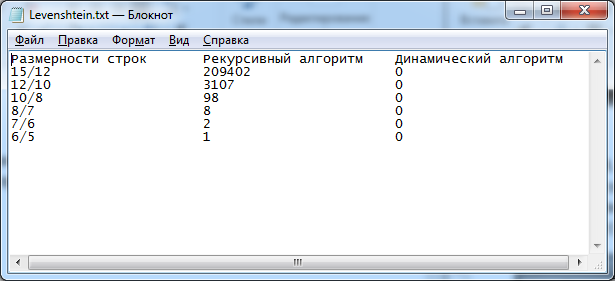 Levenshtein.txt — Блокнот
Файл Правка Формат Вид Справка
Размерности строк Рекурсивный алгоритм Динамический алгоритм
15/12 209402 0
12/10 3107 0
10/8 98 0
8/7 8 0
7/6 2 0
6/5 1 0